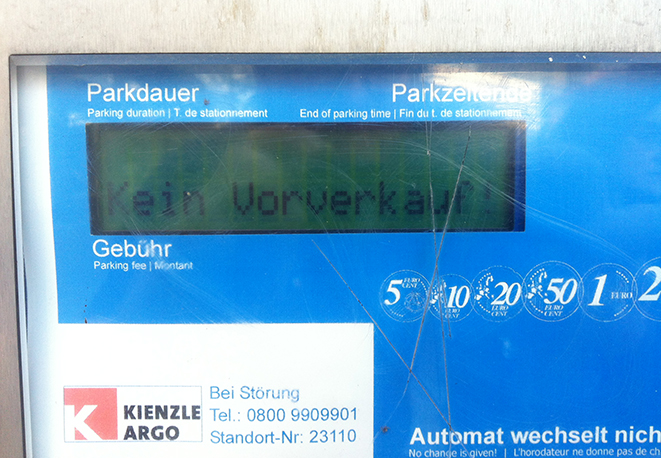 Parkdauer Parkzeitende
Parking duration | T. de stationnement End of parking time | Fin du t. de stationnement
Kein Vorverkauf!
Gebühr
Parking fee | Montant
5 EURO CENT 10 EURO CENT 20 EURO CENT 50 EURO CENT 1 EURO 2
KIENZLE
ARGO
Bei Störung
Tel.: 0800 9909901
Standort-Nr: 23110
Automat wechselt nich
No change is given! | L'horodateur ne donne pas de ch